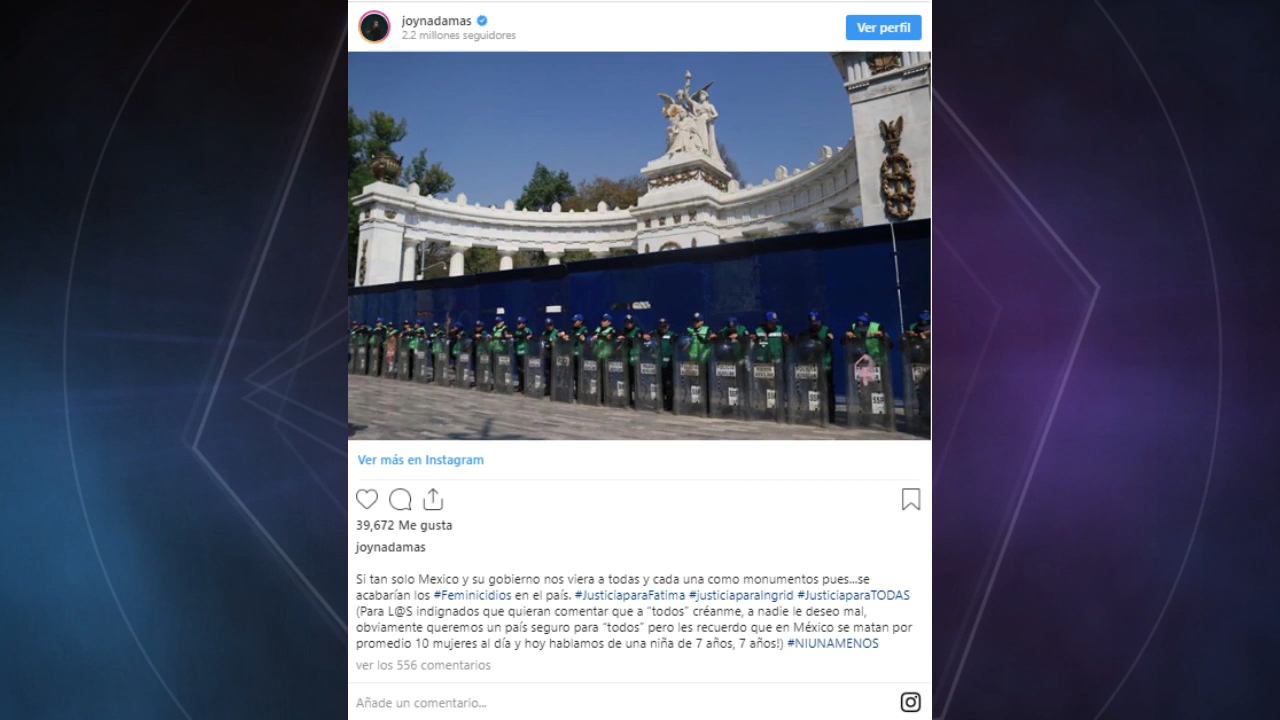 joynadamas
2.2 millones seguidores
Ver perfil
Ver más en Instagram
39,672 Me gusta
joynadamas
Si tan solo Mexico y su gobierno nos viera a todas y cada una como monumentos pues...se
acabarían los #Feminicidios en el país. #JusticiaparaFatima #justiciaparaIngrid #JusticiaparaTODAS
(Para L@S indignados que quieran comentar que a "todos" créanme, a nadie le deseo mal,
obviamente queremos un país seguro para "todos" pero les recuerdo que en México se matan por
promedio 10 mujeres al día y hoy hablamos de una niña de 7 años, 7 años!) #NIUNAMENOS
ver los 556 comentarios
Añade un comentario...